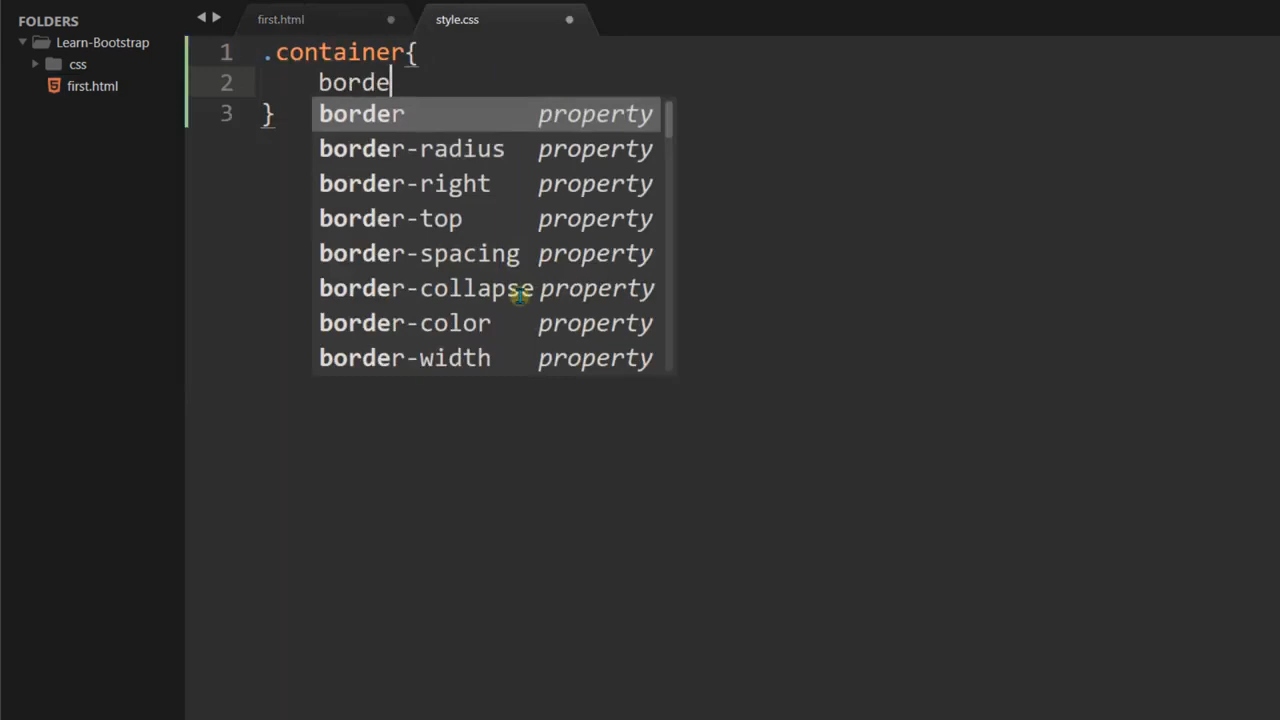 FOLDERS
Learn-Bootstrap
css
first.html
first.html
style.css
1 .container{
2 borde
3 }
border property
border-radius property
border-right property
border-top property
border-spacing property
border-collapse property
border-color property
border-width property